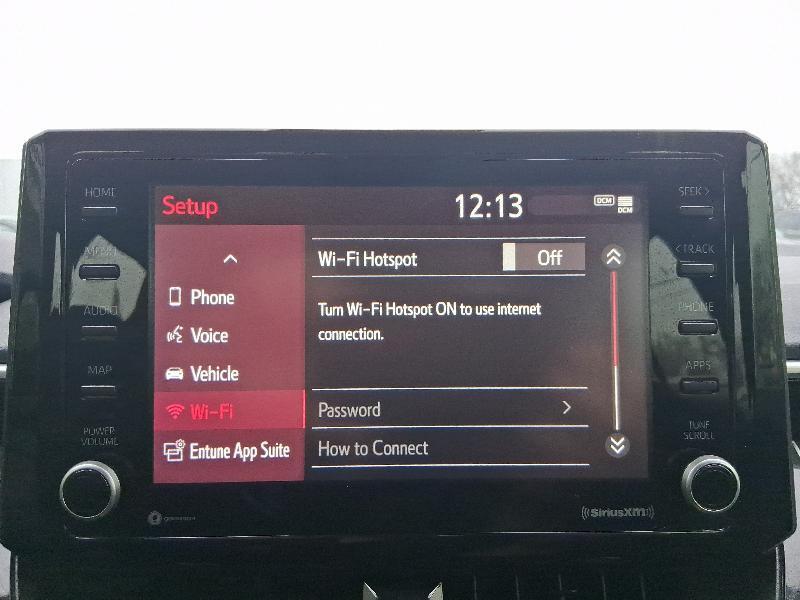 HOME
MENU
AUDIO
MAP
POWER
VOLUME
Setup
12:13
DCM
DCM
Phone
Voice
Vehicle
Wi-Fi
Entune App Suite
Wi-Fi Hotspot
Off
Turn Wi-Fi Hotspot ON to use internet
connection.
Password
How to Connect
SEEK >
< TRACK
PHONE
APPS
TUNE
SCROLL
SiriusXM